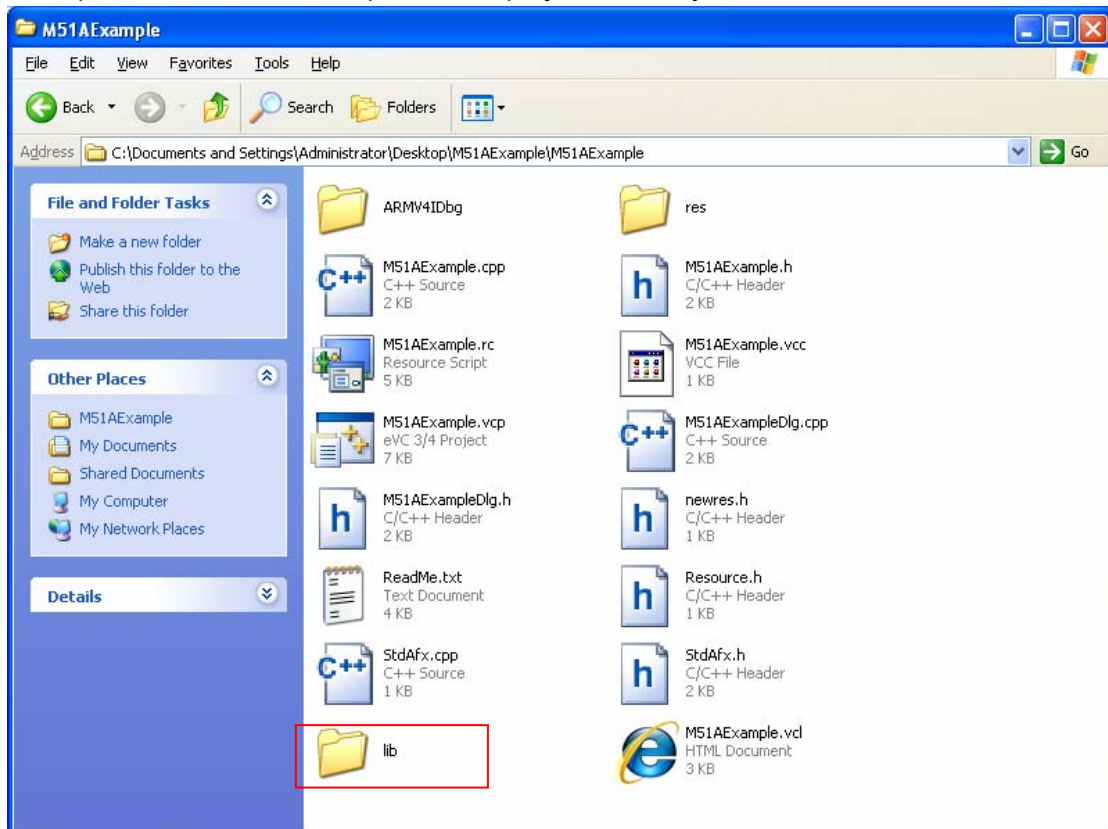 M51AExample
File Edit View Favorites Tools Help
Back Search Folders
Address C:\Documents and Settings\Administrator\Desktop\M51AExample\M51AExample Go
File and Folder Tasks
Make a new folder
Publish this folder to the
Web
Share this folder
Other Places
M51AExample
My Documents
Shared Documents
My Computer
My Network Places
Details
ARMV4IDbg
res
M51AExample.cpp
C++ Source
2 KB
M51AExample.h
C/C++ Header
2 KB
M51AExample.rc
Resource Script
5 KB
M51AExample.vcc
VCC File
1 KB
M51AExample.vcp
eVC 3/4 Project
7 KB
M51AExampleDlg.cpp
C++ Source
2 KB
M51AExampleDlg.h
C/C++ Header
2 KB
newres.h
C/C++ Header
1 KB
ReadMe.txt
Text Document
4 KB
Resource.h
C/C++ Header
1 KB
StdAfx.cpp
C++ Source
1 KB
StdAfx.h
C/C++ Header
2 KB
lib
M51AExample.vcl
HTML Document
3 KB